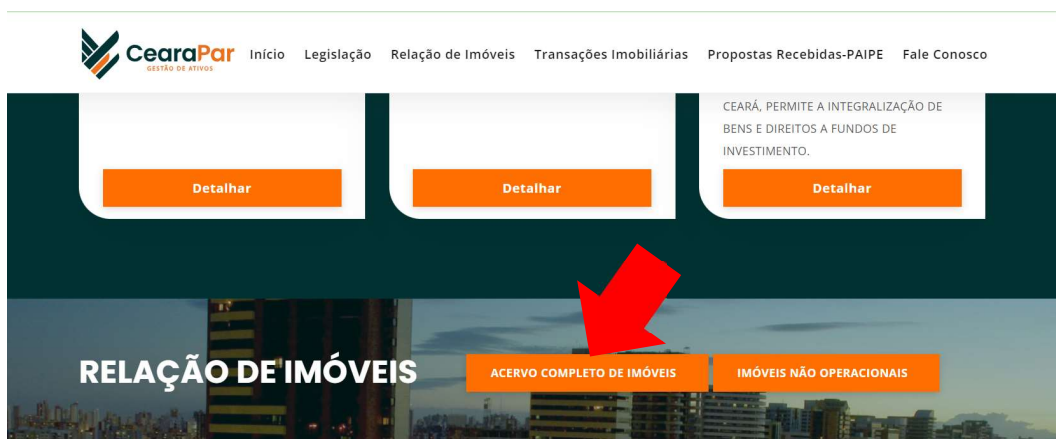 CearaPar
GESTÃO DE ATIVOS
Início Legislação Relação de Imóveis Transações Imobiliárias Propostas Recebidas-PAIPE Fale Conosco
CEARÁ, PERMITE A INTEGRALIZAÇÃO DE
BENS E DIREITOS A FUNDOS DE
INVESTIMENTO.
Detalhar Detalhar Detalhar
RELAÇÃO DE IMÓVEIS ACERVO COMPLETO DE IMÓVEIS IMÓVEIS NÃO OPERACIONAIS